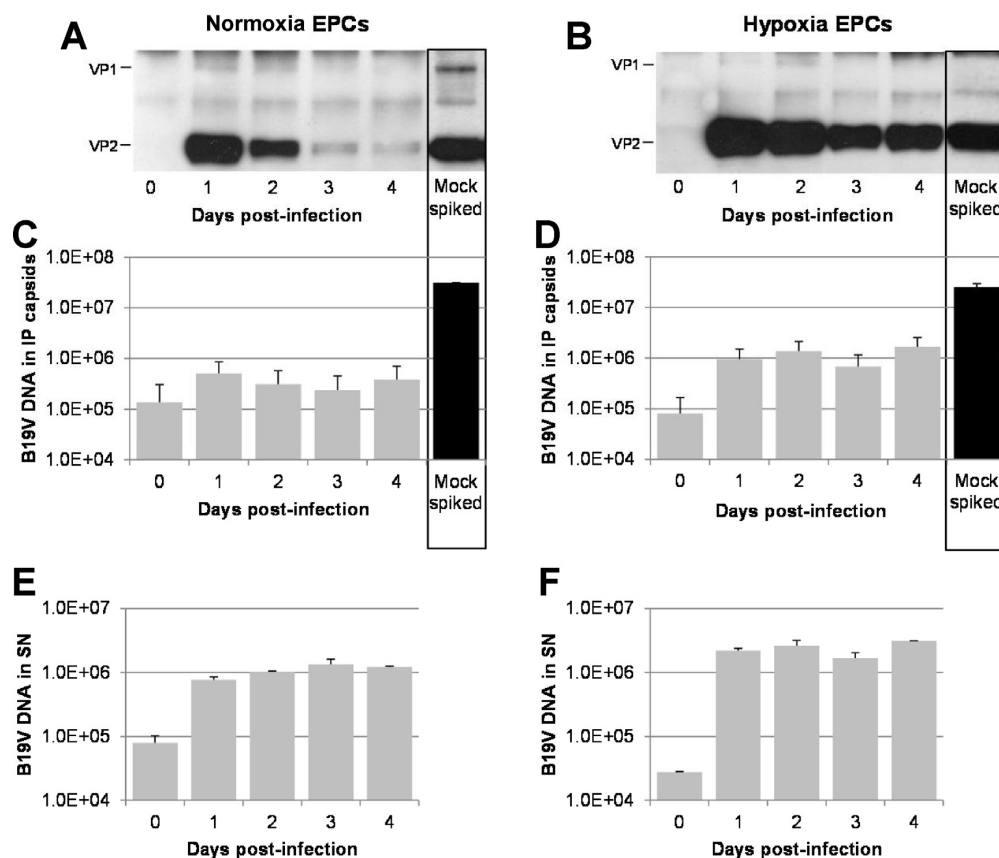 A
Normoxia EPCs
VP1
VP2
0 1 2 3 4 Mock spiked
Days post-infection
B
Hypoxia EPCs
VP1
VP2
0 1 2 3 4 Mock spiked
Days post-infection
C
B19V DNA in IP capsids
1.0E+08
1.0E+07
1.0E+06
1.0E+05
1.0E+04
0 1 2 3 4 Mock spiked
Days post-infection
D
B19V DNA in IP capsids
1.0E+08
1.0E+07
1.0E+06
1.0E+05
1.0E+04
0 1 2 3 4 Mock spiked
Days post-infection
E
B19V DNA in SN
1.0E+07
1.0E+06
1.0E+05
1.0E+04
0 1 2 3 4
Days post-infection
F
B19V DNA in SN
1.0E+07
1.0E+06
1.0E+05
1.0E+04
0 1 2 3 4
Days post-infection